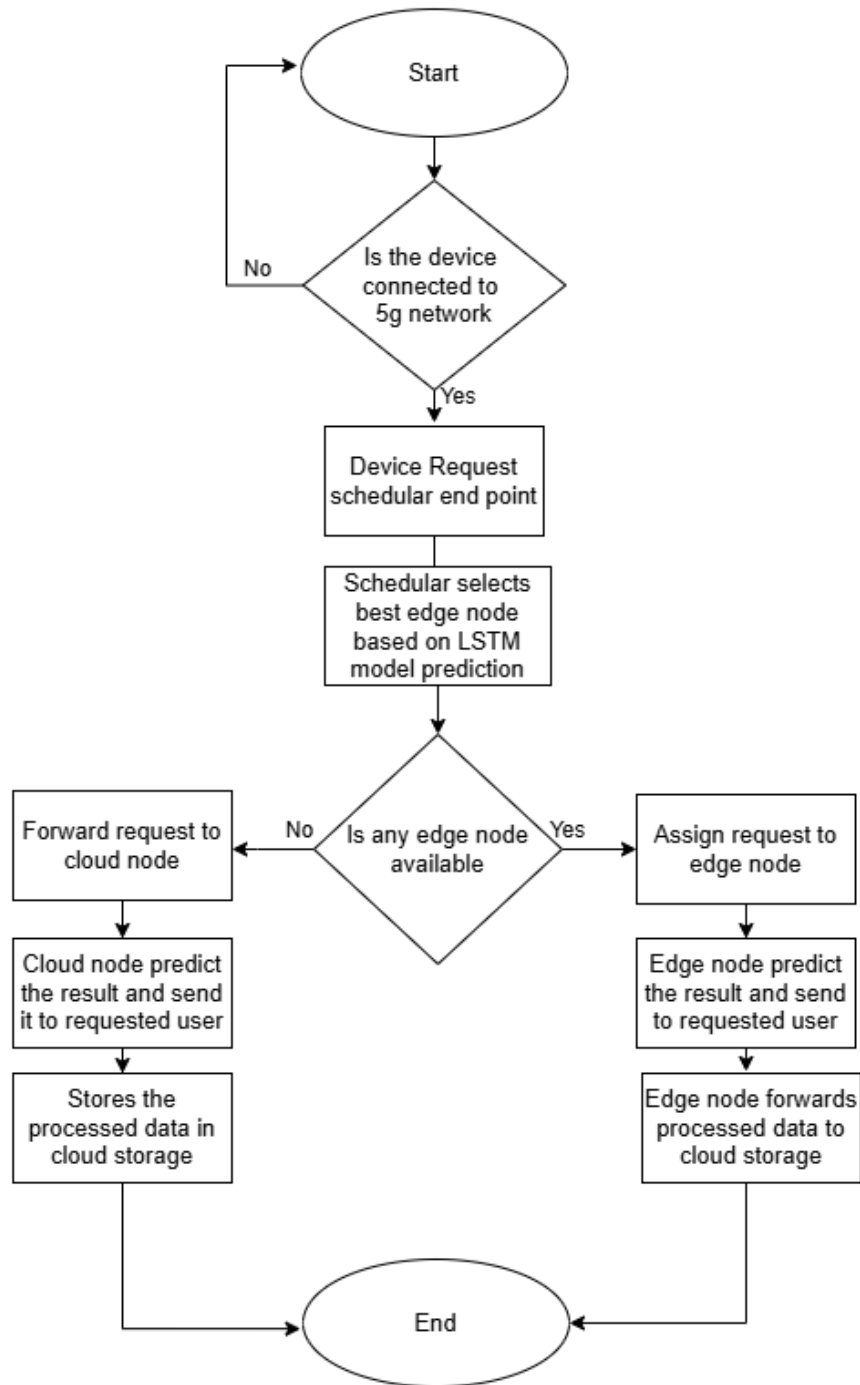 Start
Is the device
connected to
5g network
No
Yes
Device Request
schedular end point
Schedular selects
best edge node
based on LSTM
model prediction
Is any edge node
available
No
Yes
Forward request to
cloud node
Cloud node predict
the result and send
it to requested user
Stores the
processed data in
cloud storage
Assign request to
edge node
Edge node predict
the result and send
to requested user
Edge node forwards
processed data to
cloud storage
End